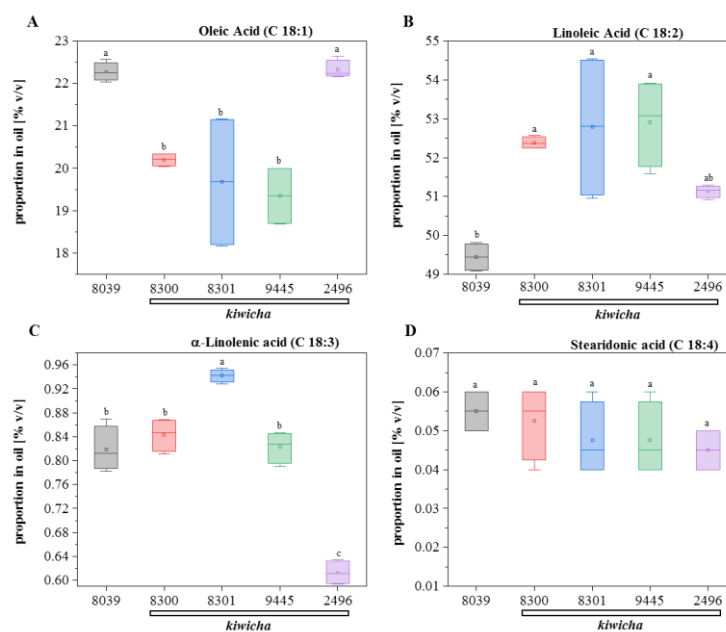 A
Oleic Acid (C 18:1)
proportion in oil [% v/v]
23
22
21
20
19
18
a
b
b
b
a
8039 8300 8301 9445 2496
kiwicha
B
Linoleic Acid (C 18:2)
proportion in oil [% v/v]
55
54
53
52
51
50
49
b
a
a
a
ab
8039 8300 8301 9445 2496
kiwicha
C
α-Linolenic acid (C 18:3)
proportion in oil [% v/v]
0.96
0.92
0.88
0.84
0.80
0.76
0.72
0.68
0.64
0.60
b
b
a
b
c
8039 8300 8301 9445 2496
kiwicha
D
Stearidonic acid (C 18:4)
proportion in oil [% v/v]
0.07
0.06
0.05
0.04
0.03
0.02
0.01
a
a
a
a
a
8039 8300 8301 9445 2496
kiwicha